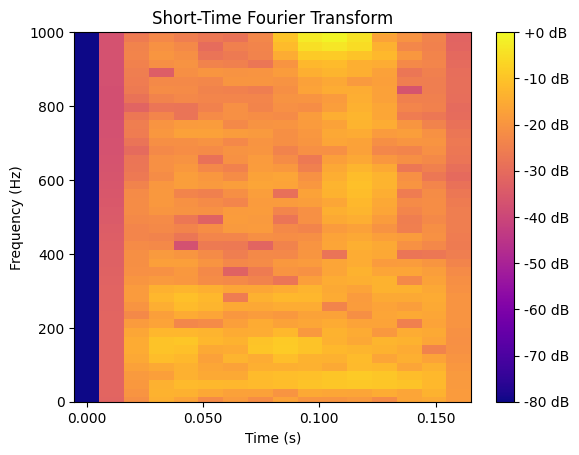 Short-Time Fourier Transform
1000
800
600
400
200
0
Frequency (Hz)
0.000
0.050
0.100
0.150
Time (s)
+0 dB
-10 dB
-20 dB
-30 dB
-40 dB
-50 dB
-60 dB
-70 dB
-80 dB